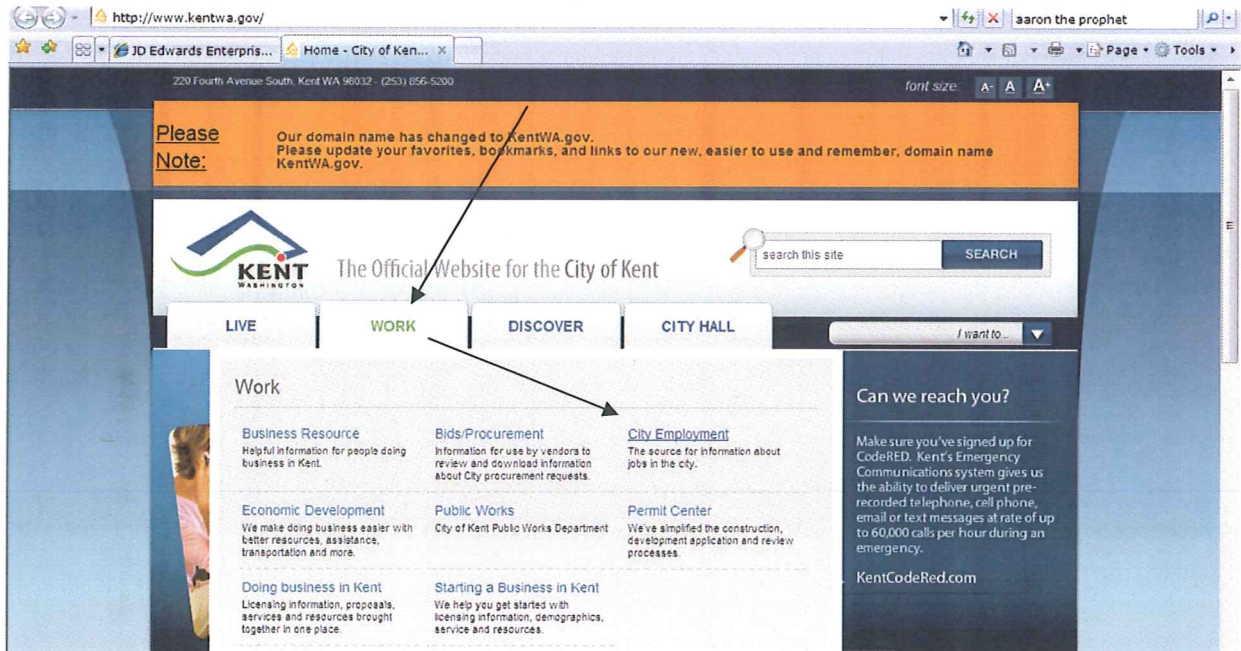 http://www.kentwa.gov/
aaron the prophet
JD Edwards Enterpris...
Home - City of Ken...
Page
Tools
220 Fourth Avenue South, Kent WA 98032 - (253) 856-5200
font size: A- A A+
Please Note:
Our domain name has changed to KentWA.gov.
Please update your favorites, bookmarks, and links to our new, easier to use and remember, domain name
KentWA.gov.
KENT
WASHINGTON
The Official Website for the City of Kent
search this site
SEARCH
LIVE
WORK
DISCOVER
CITY HALL
I want to...
Work
Business Resource
Helpful information for people doing
business in Kent.
Bids/Procurement
Information for use by vendors to
review and download information
about City procurement requests.
City Employment
The source for information about
jobs in the city.
Economic Development
We make doing business easier with
better resources, assistance,
transportation and more.
Public Works
City of Kent Public Works Department
Permit Center
We've simplified the construction,
development application and review
processes.
Doing business in Kent
Licensing information, proposals,
services and resources brought
together in one place.
Starting a Business in Kent
We help you get started with
licensing information, demographics,
service and resources.
Can we reach you?
Make sure you've signed up for
CodeRED. Kent's Emergency
Communications system gives us
the ability to deliver urgent pre-
recorded telephone, cell phone,
email or text messages at rate of up
to 60,000 calls per hour during an
emergency.
KentCodeRed.com